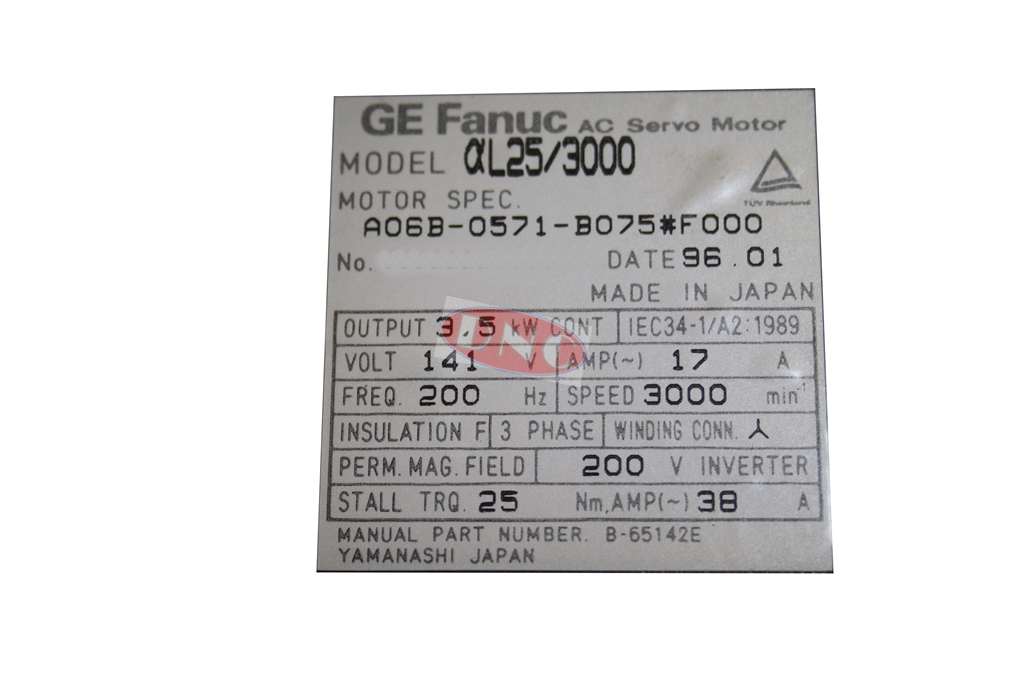 GE Fanuc AC Servo Motor
MODEL αL25/3000
TÜV Rheinland
MOTOR SPEC.
A06B-0571-B075#F000
No. DATE 96.01
MADE IN JAPAN
OUTPUT 3.5 kW CONT IEC34-1/A2:1989
DNC
VOLT 141 V AMP(~) 17 A
FREQ. 200 Hz SPEED 3000 min⁻¹
INSULATION F 3 PHASE WINDING CONN. ⅄
PERM. MAG. FIELD 200 V INVERTER
STALL TRQ. 25 Nm, AMP(~) 38 A
MANUAL PART NUMBER. B-65142E
YAMANASHI JAPAN